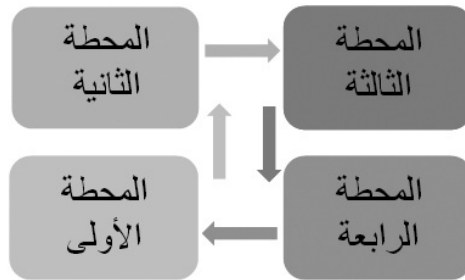 المحطة
الثانية
المحطة
الثالثة
المحطة
الأولى
المحطة
الرابعة